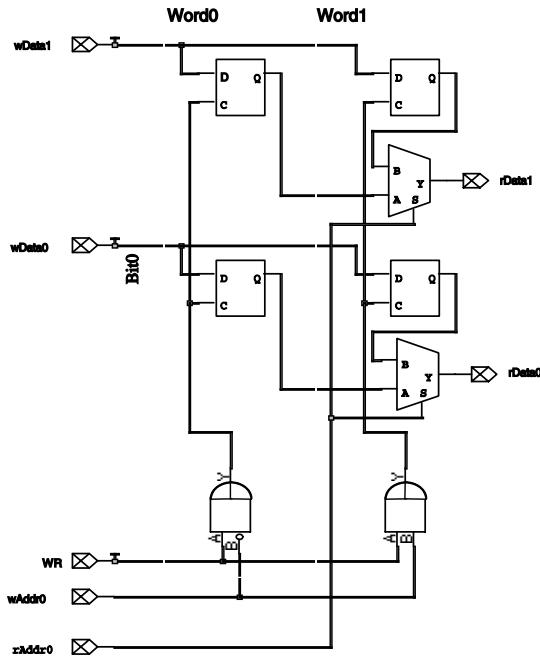 Word0 Word1
wData1
D Q D Q
C C
B
Y rData1
A S
wData0
Bit0
D Q D Q
C C
B
Y rData0
A S
Y Y
A B A B
WR
wAddr0
rAddr0